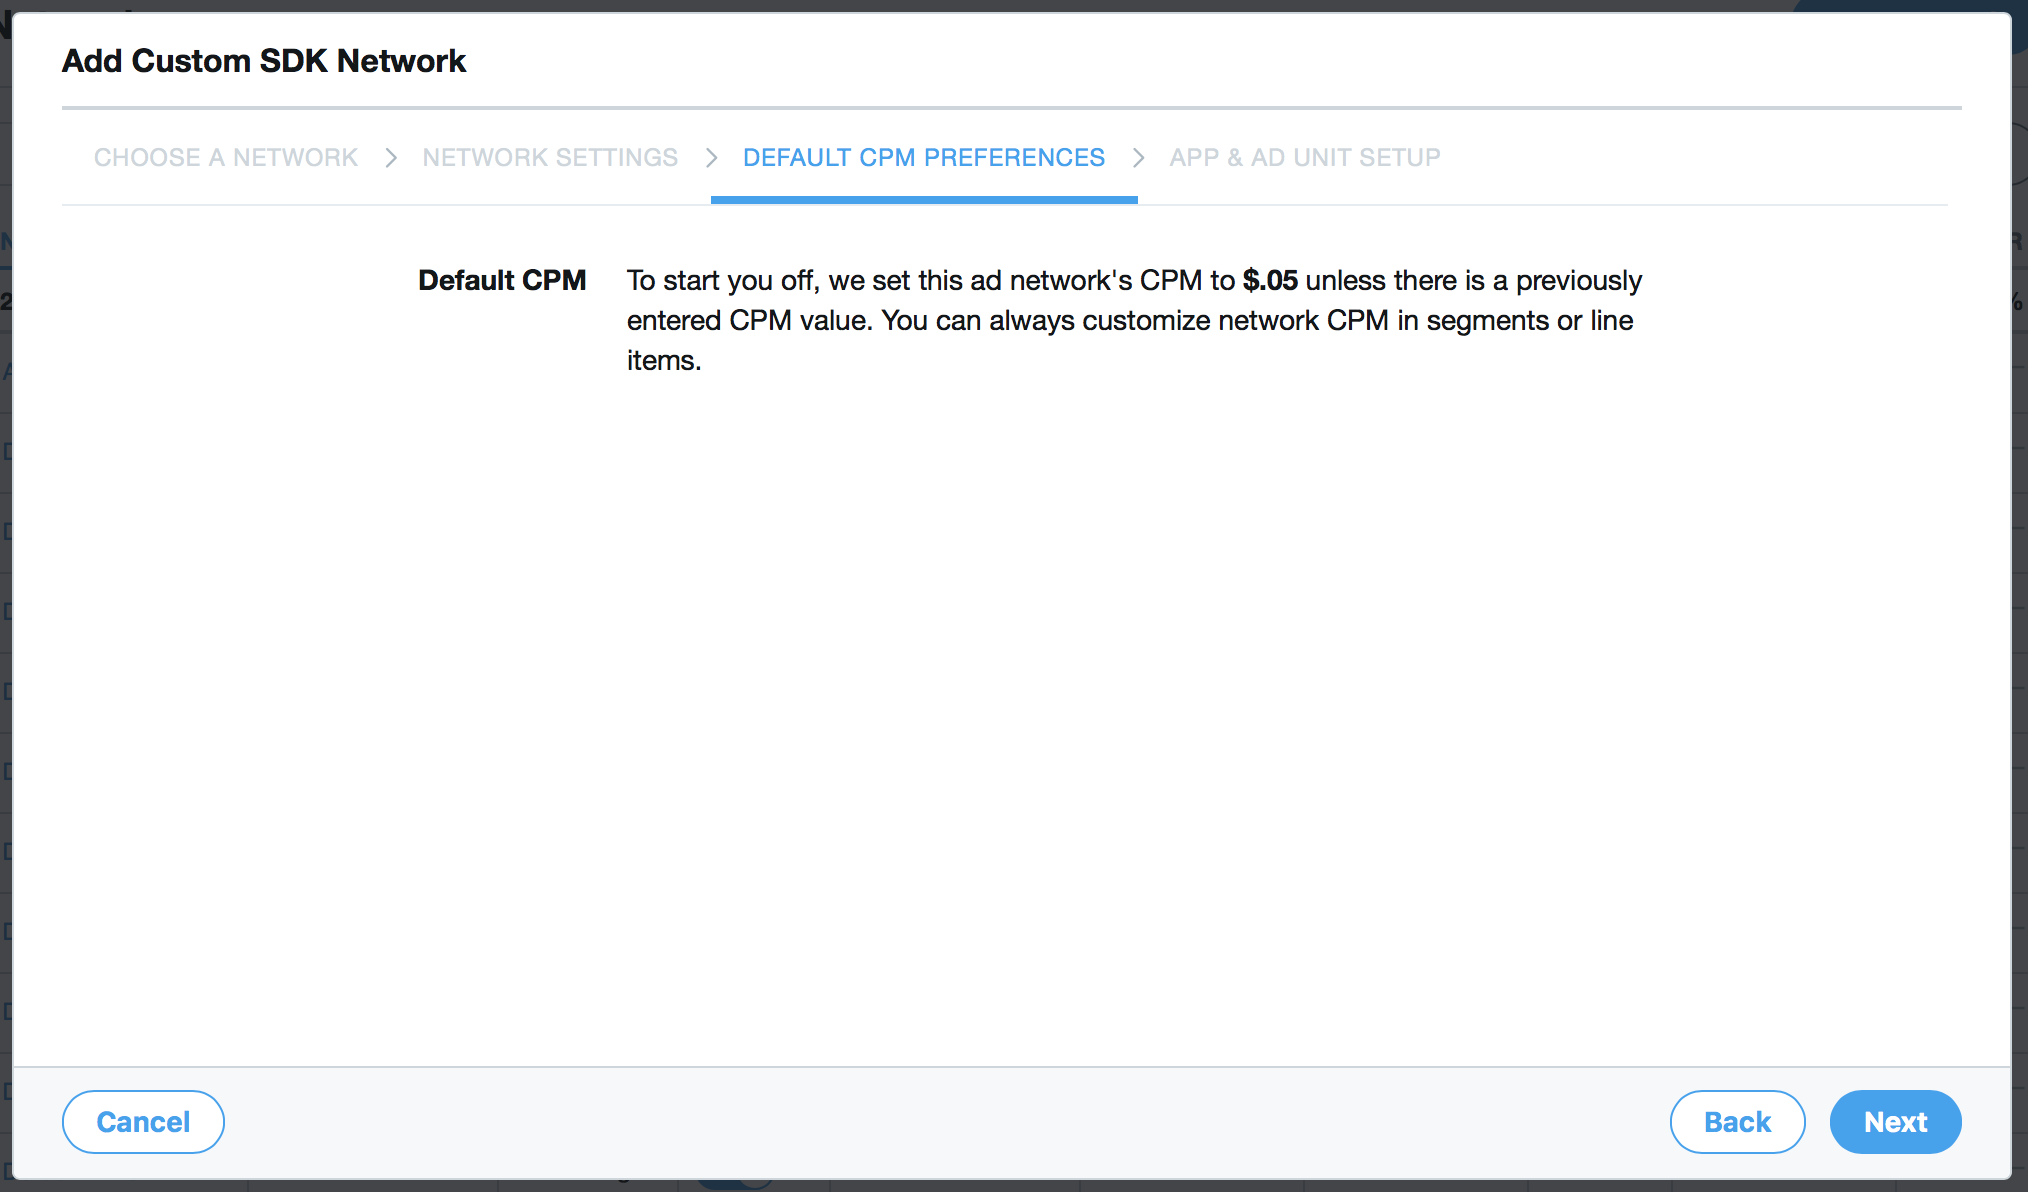 Add Custom SDK Network
CHOOSE A NETWORK > NETWORK SETTINGS > DEFAULT CPM PREFERENCES > APP & AD UNIT SETUP
Default CPM To start you off, we set this ad network's CPM to $.05 unless there is a previously
entered CPM value. You can always customize network CPM in segments or line
items.
Cancel Back Next